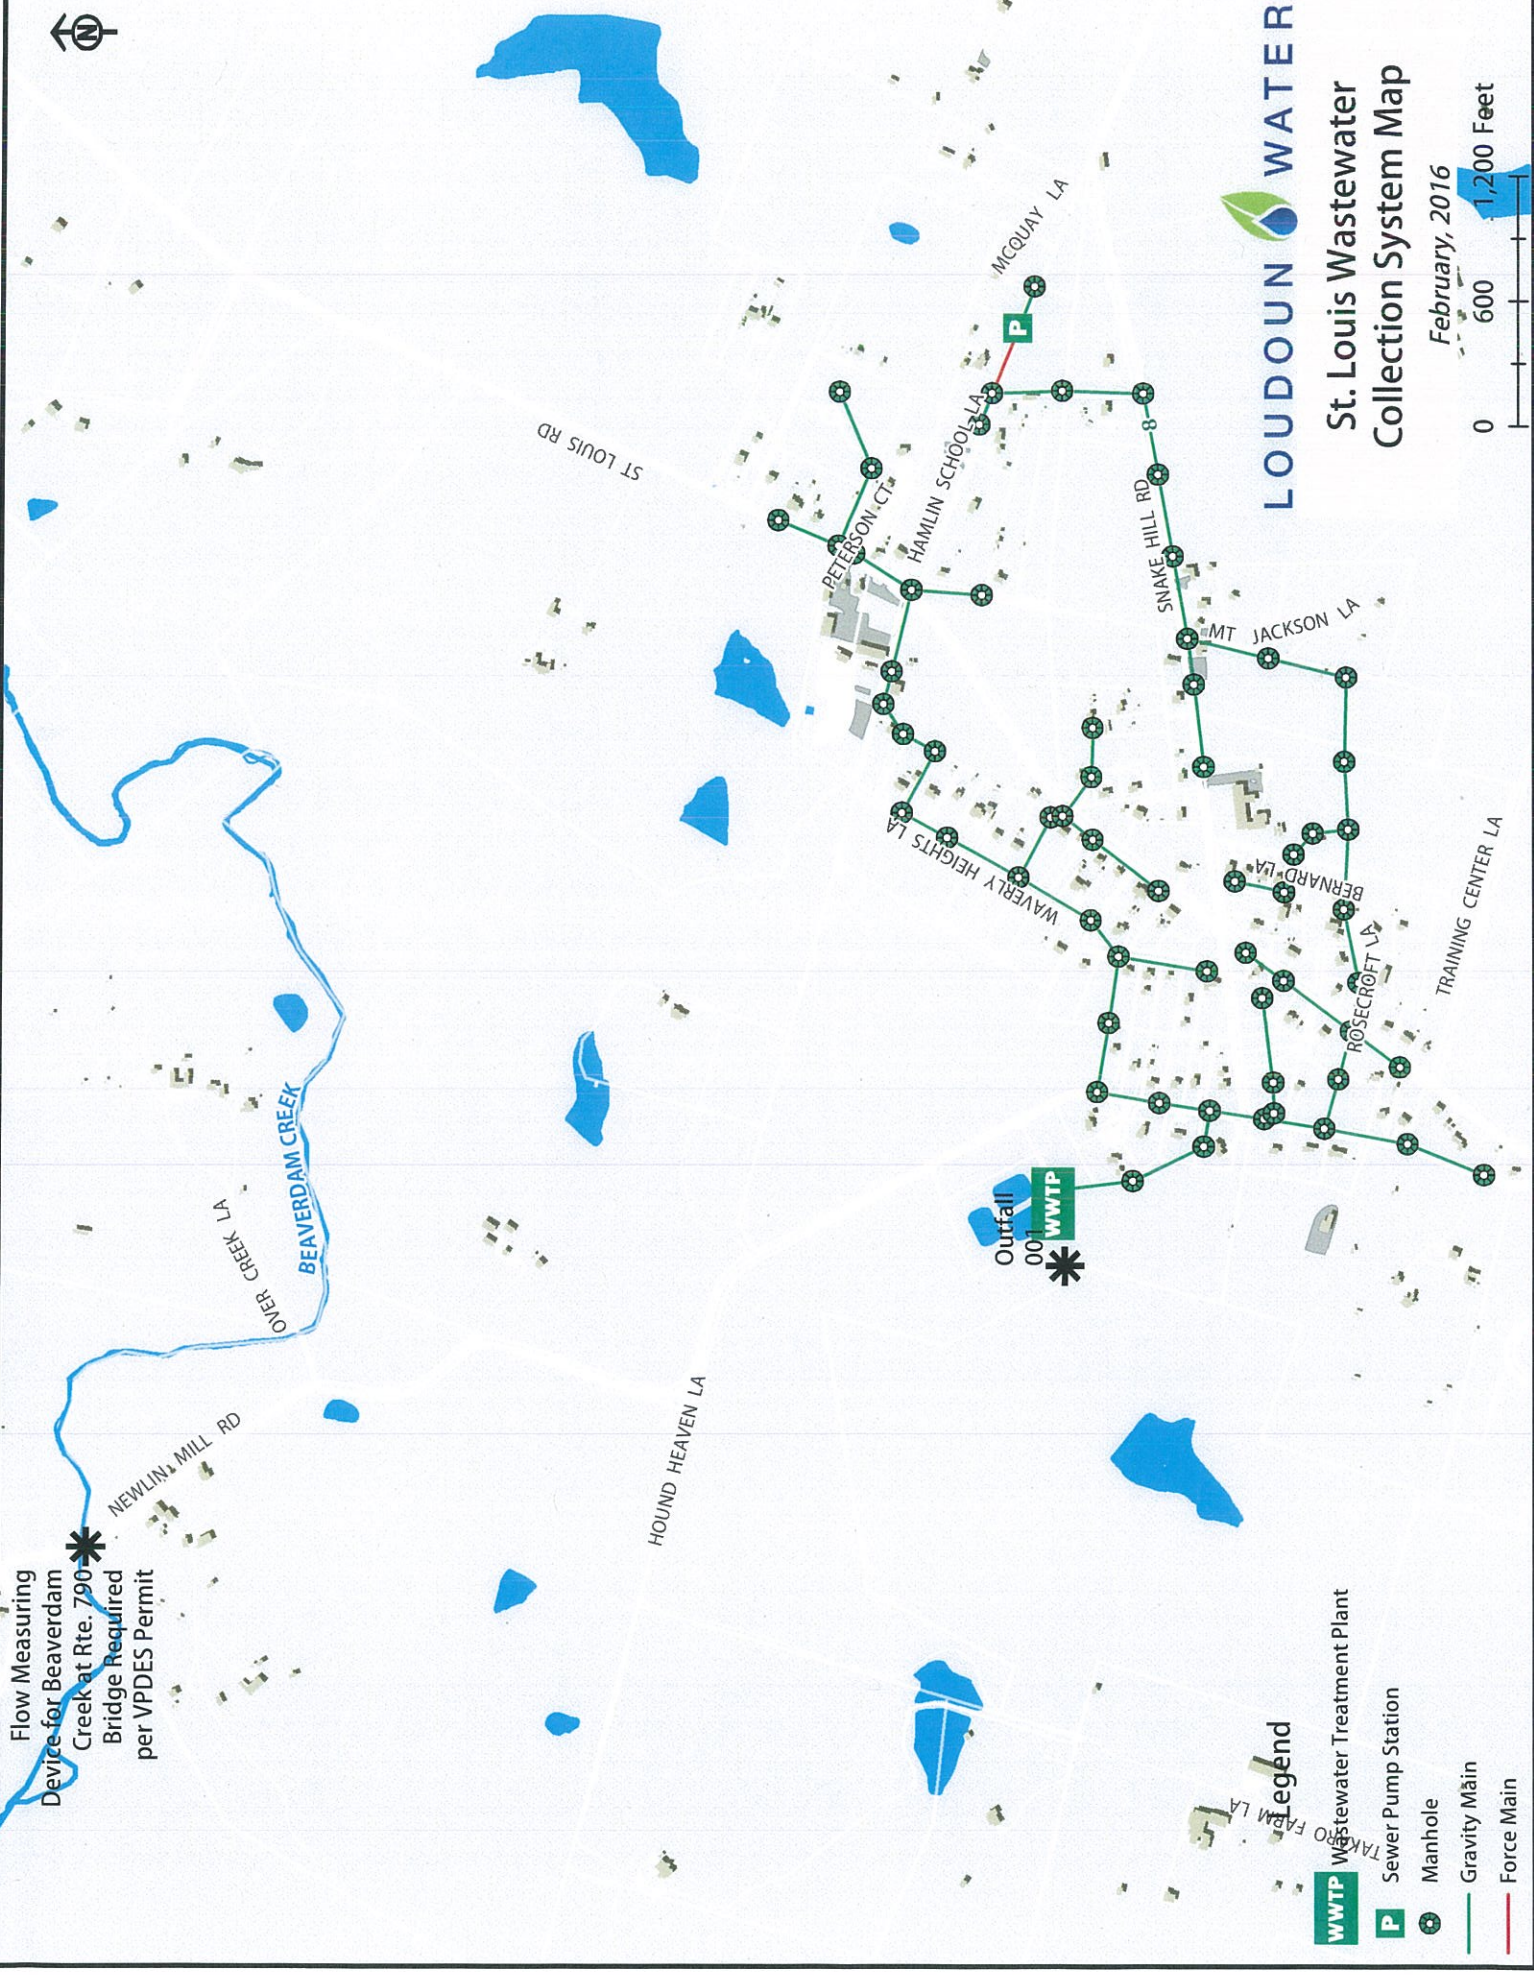 Flow Measuring
Device for Beaverdam
Creek at Rte. 790
Bridge Required
per VPDES Permit
N
NEWLIN MILL RD
OVER CREEK LA
BEAVERDAM CREEK
ST LOUIS RD
HOUND HEAVEN LA
PETERSON CT
HAMLIN SCHOOL LA
MCQUAY LA
P
WAVERLY HEIGHTS LA
SNAKE HILL RD
8
MT JACKSON LA
BERNARD LA
ROSECROFT LA
TRAINING CENTER LA
Outfall
001
WWTP
TAKARO FARM LA
Legend
WWTP Wastewater Treatment Plant
P Sewer Pump Station
Manhole
Gravity Main
Force Main
LOUDOUN WATER
St. Louis Wastewater
Collection System Map
February, 2016
0 600 1,200 Feet